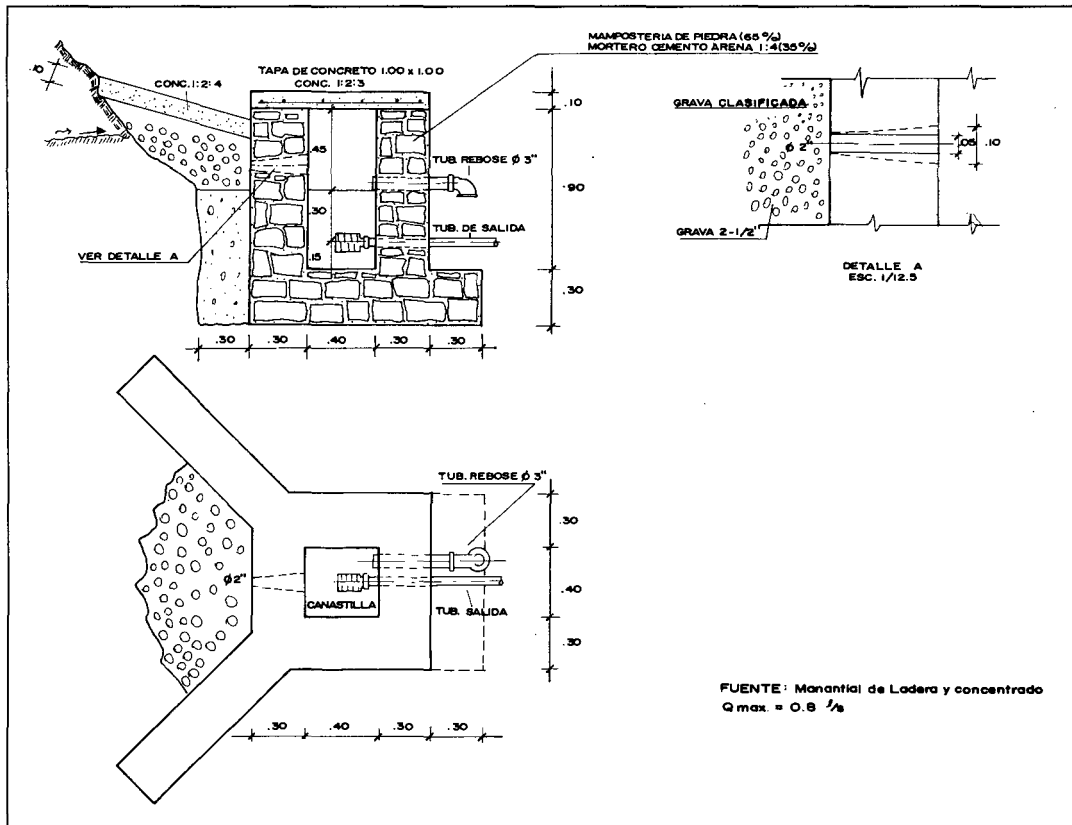 MAMPOSTERIA DE PIEDRA (65%)
MORTERO CEMENTO ARENA 1:4(35%)
.10
CONC. 1:2:4
TAPA DE CONCRETO 1.00 x 1.00
CONC. 1:2:3
.10
GRAVA CLASIFICADA
.45
TUB. REBOSE Ø 3"
Ø 2"
.05
.10
.90
.30
TUB. DE SALIDA
GRAVA 2-1/2"
VER DETALLE A
.15
DETALLE A
ESC. 1/12.5
.30
.30
.30
.40
.30
.30
TUB. REBOSE Ø 3"
.30
Ø2"
.40
CANASTILLA
TUB. SALIDA
.30
FUENTE: Manantial de Ladera y concentrado
Q max. = 0.8 l/s
.30
.40
.30
.30